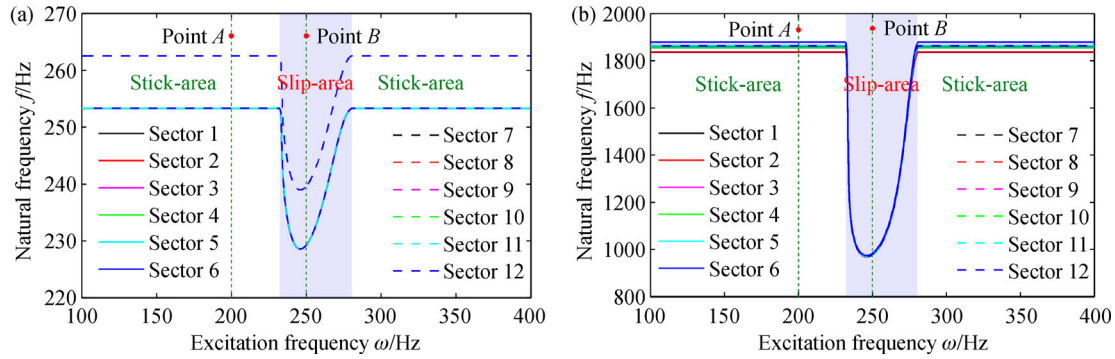 (a)
270
260
250
240
230
220
Natural frequency f/Hz
Point A
Point B
Stick-area
Slip-area
Stick-area
Sector 1
Sector 2
Sector 3
Sector 4
Sector 5
Sector 6
Sector 7
Sector 8
Sector 9
Sector 10
Sector 11
Sector 12
100 150 200 250 300 350 400
Excitation frequency ω/Hz
(b)
2000
1800
1600
1400
1200
1000
800
Natural frequency f/Hz
Point A
Point B
Stick-area
Slip-area
Stick-area
Sector 1
Sector 2
Sector 3
Sector 4
Sector 5
Sector 6
Sector 7
Sector 8
Sector 9
Sector 10
Sector 11
Sector 12
100 150 200 250 300 350 400
Excitation frequency ω/Hz